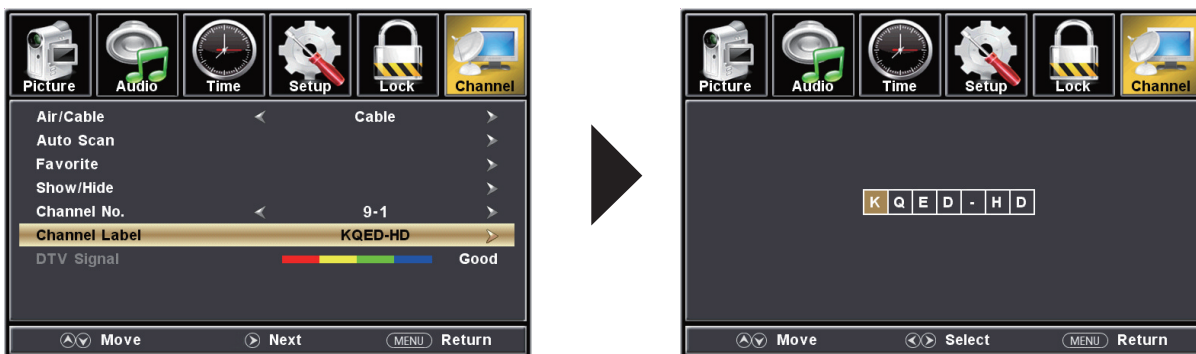 Picture Audio Time Setup Lock Channel
Air/Cable Cable
Auto Scan
Favorite
Show/Hide
Channel No. 9-1
Channel Label KQED-HD
DTV Signal Good
Move Next MENU Return
Picture Audio Time Setup Lock Channel
KQED-HD
Move Select MENU Return